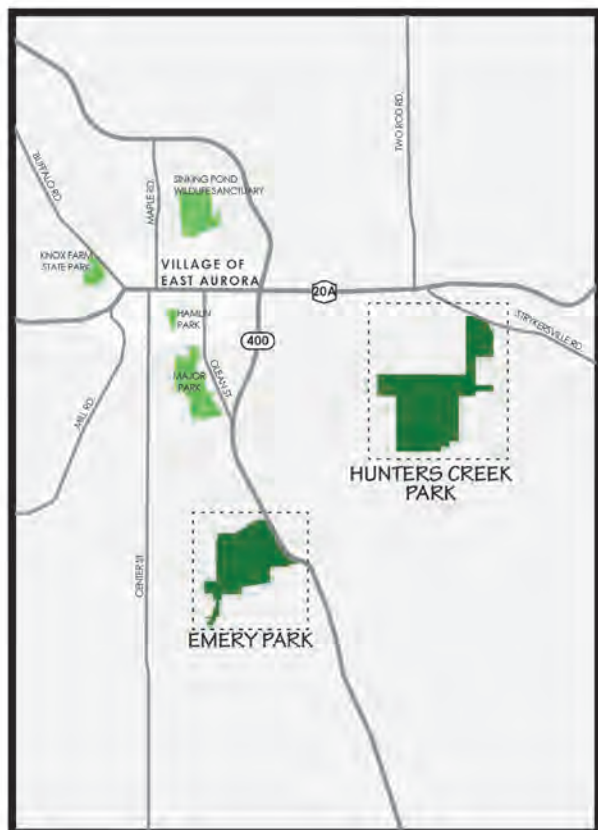 TWO ROD RD.
BUFFALO RD.
MAPLE RD.
SINKING POND
WILDLIFE SANCTUARY
KNOX FARM
STATE PARK
VILLAGE OF
EAST AURORA
20A
HAMLIN
PARK
400
STRYKERSVILLE RD.
OLEAN ST.
MAJOR
PARK
MILL RD.
HUNTERS CREEK
PARK
CENTER ST.
EMERY PARK